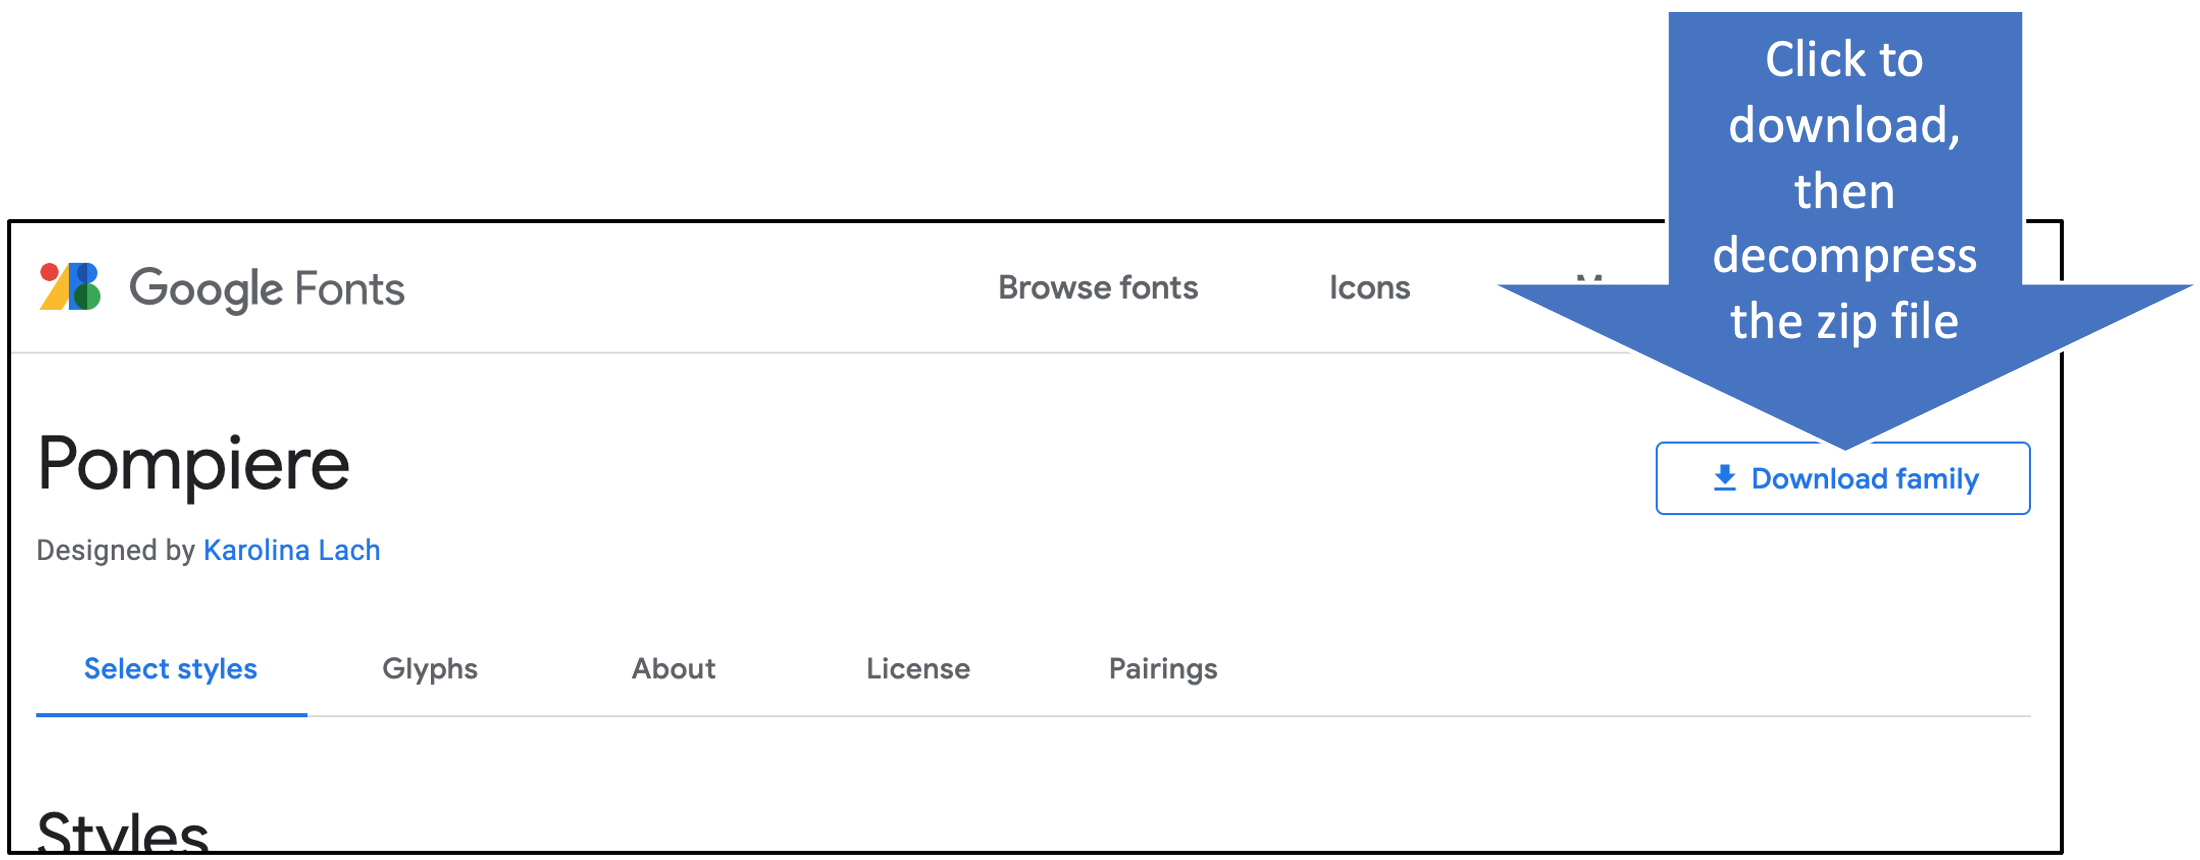 Click to
download,
then
decompress
the zip file
Google Fonts
Browse fonts
Icons
Pompiere
Download family
Designed by Karolina Lach
Select styles
Glyphs
About
License
Pairings
Styles